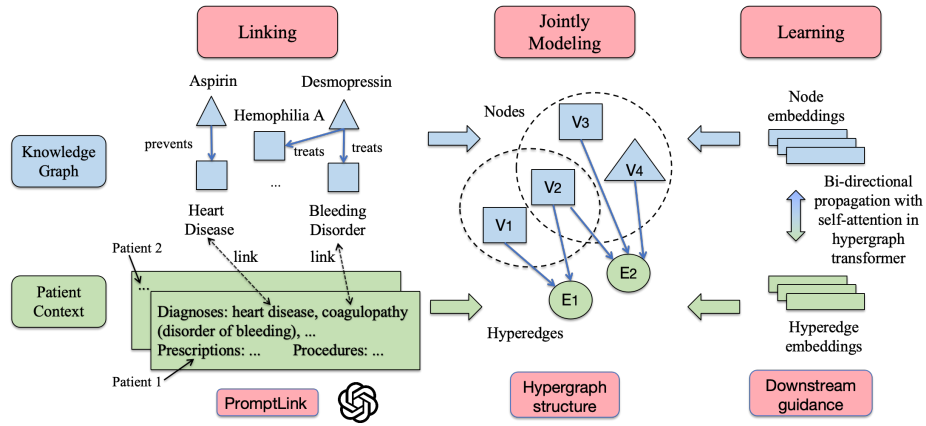 Linking
Jointly
Modeling
Learning
Aspirin
Desmopressin
Hemophilia A
prevents
treats
treats
...
Heart
Disease
Bleeding
Disorder
Knowledge
Graph
Nodes
V3
V4
V2
V1
E2
E1
Hyperedges
Node
embeddings
Bi-directional
propagation with
self-attention in
hypergraph
transformer
Hyperedge
embeddings
Patient
Context
Patient 2
link
link
...
Diagnoses: heart disease, coagulopathy
(disorder of bleeding), ...
Prescriptions: ... Procedures: ...
Patient 1
PromptLink
Hypergraph
structure
Downstream
guidance